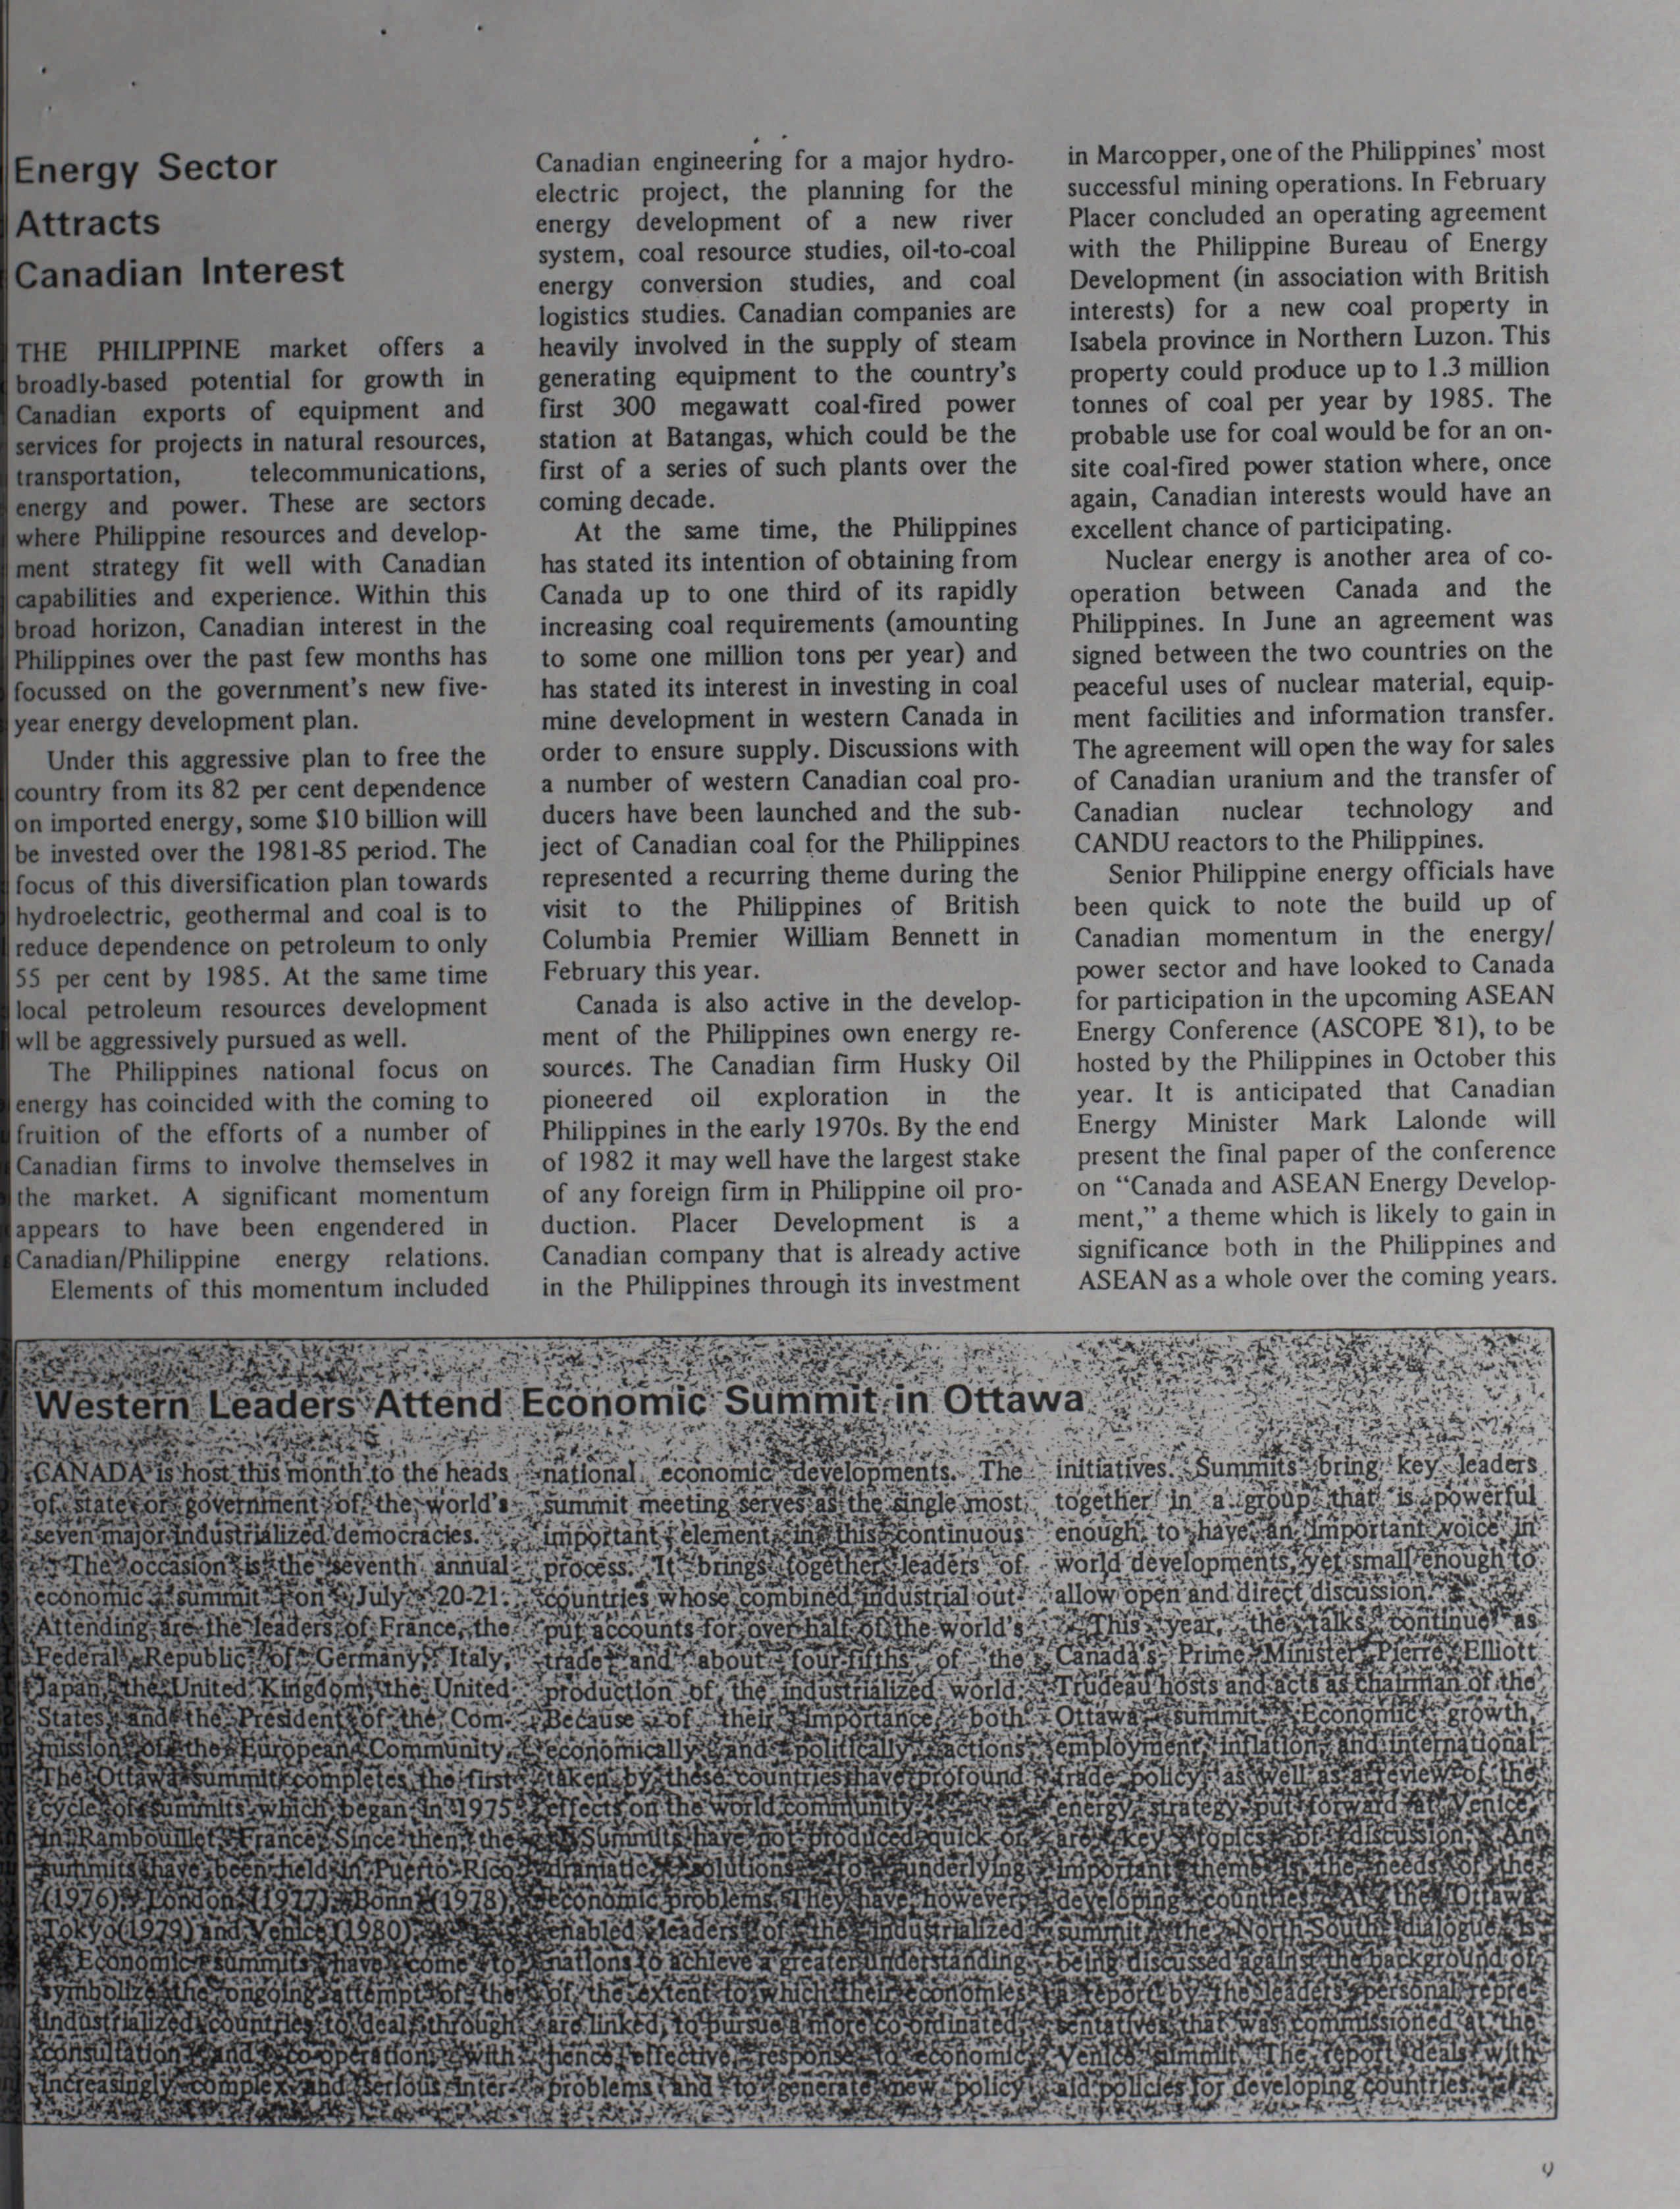 Energy Sector
Attracts
Canadian Interest
THE PHILIPPINE market offers a
broadly-based potential for growth in
Canadian exports of equipment and
services for projects in natural resources,
transportation, telecommunications,
energy and power. These are sectors
where Philippine resources and develop-
ment strategy fit well with Canadian
capabilities and experience. Within this
broad horizon, Canadian interest in the
Philippines over the past few months has
focussed on the government's new five-
year energy development plan.
Under this aggressive plan to free the
country from its 82 per cent dependence
on imported energy, some $10 billion will
be invested over the 1981-85 period. The
focus of this diversification plan towards
hydroelectric, geothermal and coal is to
reduce dependence on petroleum to only
55 per cent by 1985. At the same time
local petroleum resources development
wll be aggressively pursued as well.
The Philippines national focus on
energy has coincided with the coming to
fruition of the efforts of a number of
Canadian firms to involve themselves in
the market. A significant momentum
appears to have been engendered in
Canadian/Philippine energy relations.
Elements of this momentum included
Canadian engineering for a major hydro-
electric project, the planning for the
energy development of a new river
system, coal resource studies, oil-to-coal
energy conversion studies, and coal
logistics studies. Canadian companies are
heavily involved in the supply of steam
generating equipment to the country's
first 300 megawatt coal-fired power
station at Batangas, which could be the
first of a series of such plants over the
coming decade.
At the same time, the Philippines
has stated its intention of obtaining from
Canada up to one third of its rapidly
increasing coal requirements (amounting
to some one million tons per year) and
has stated its interest in investing in coal
mine development in western Canada in
order to ensure supply. Discussions with
a number of western Canadian coal pro-
ducers have been launched and the sub-
ject of Canadian coal for the Philippines
represented a recurring theme during the
visit to the Philippines of British
Columbia Premier William Bennett in
February this year.
Canada is also active in the develop-
ment of the Philippines own energy re-
sources. The Canadian firm Husky Oil
pioneered oil exploration in the
Philippines in the early 1970s. By the end
of 1982 it may well have the largest stake
of any foreign firm in Philippine oil pro-
duction. Placer Development is a
Canadian company that is already active
in the Philippines through its investment
in Marcopper, one of the Philippines' most
successful mining operations. In February
Placer concluded an operating agreement
with the Philippine Bureau of Energy
Development (in association with British
interests) for a new coal property in
Isabela province in Northern Luzon. This
property could produce up to 1.3 million
tonnes of coal per year by 1985. The
probable use for coal would be for an on-
site coal-fired power station where, once
again, Canadian interests would have an
excellent chance of participating.
Nuclear energy is another area of co-
operation between Canada and the
Philippines. In June an agreement was
signed between the two countries on the
peaceful uses of nuclear material, equip-
ment facilities and information transfer.
The agreement will open the way for sales
of Canadian uranium and the transfer of
Canadian nuclear technology and
CANDU reactors to the Philippines.
Senior Philippine energy officials have
been quick to note the build up of
Canadian momentum in the energy/
power sector and have looked to Canada
for participation in the upcoming ASEAN
Energy Conference (ASCOPE '81), to be
hosted by the Philippines in October this
year. It is anticipated that Canadian
Energy Minister Mark Lalonde will
present the final paper of the conference
on "Canada and ASEAN Energy Develop-
ment," a theme which is likely to gain in
significance both in the Philippines and
ASEAN as a whole over the coming years.
Western Leaders Attend Economic Summit in Ottawa
CANADA is host this month to the heads
of state or government of the world's
seven major industrialized democracies.
The occasion is the seventh annual
economic summit on July 20-21.
Attending are the leaders of France, the
Federal Republic of Germany, Italy,
Japan, the United Kingdom, the United
States and the President of the Com-
mission of the European Community.
The Ottawa summit completes the first
cycle of summits which began in 1975
in Rambouillet, France. Since then, the
summits have been held in Puerto Rico
(1976), London (1977), Bonn (1978),
Tokyo (1979) and Venice (1980).
Economic summits have come to
symbolize the ongoing attempt of the
industrialized countries to deal, through
consultation and co-operation, with
increasingly complex and serious inter-
national economic developments. The
summit meeting serves as the single most
important element in this continuous
process. It brings together leaders of
countries whose combined industrial out-
put accounts for over half of the world's
trade and about four-fifths of the
production of the industrialized world.
Because of their importance, both
economically and politically, actions
taken by these countries have profound
effects on the world community.
Summits have not produced quick or
dramatic solutions to underlying
economic problems. They have, however,
enabled leaders of the industrialized
nations to achieve a greater understanding
of the extent to which their economies
are linked, to pursue a more co-ordinated,
hence effective, response to economic
problems and to generate new policy
initiatives. Summits bring key leaders
together in a group that is powerful
enough to have an important voice in
world developments, yet small enough to
allow open and direct discussion.
This year, the talks continue as
Canada's Prime Minister Pierre Elliott
Trudeau hosts and acts as chairman of the
Ottawa summit. Economic growth,
employment, inflation, and international
trade policy, as well as a review of the
energy strategy put forward at Venice,
are key topics of discussion. An
important theme is the needs of the
developing countries. At the Ottawa
summit, the North-South dialogue is
being discussed against the background of
a report by the leaders' personal repre-
sentatives that was commissioned at the
Venice summit. The report deals with
aid policies for developing countries.
9